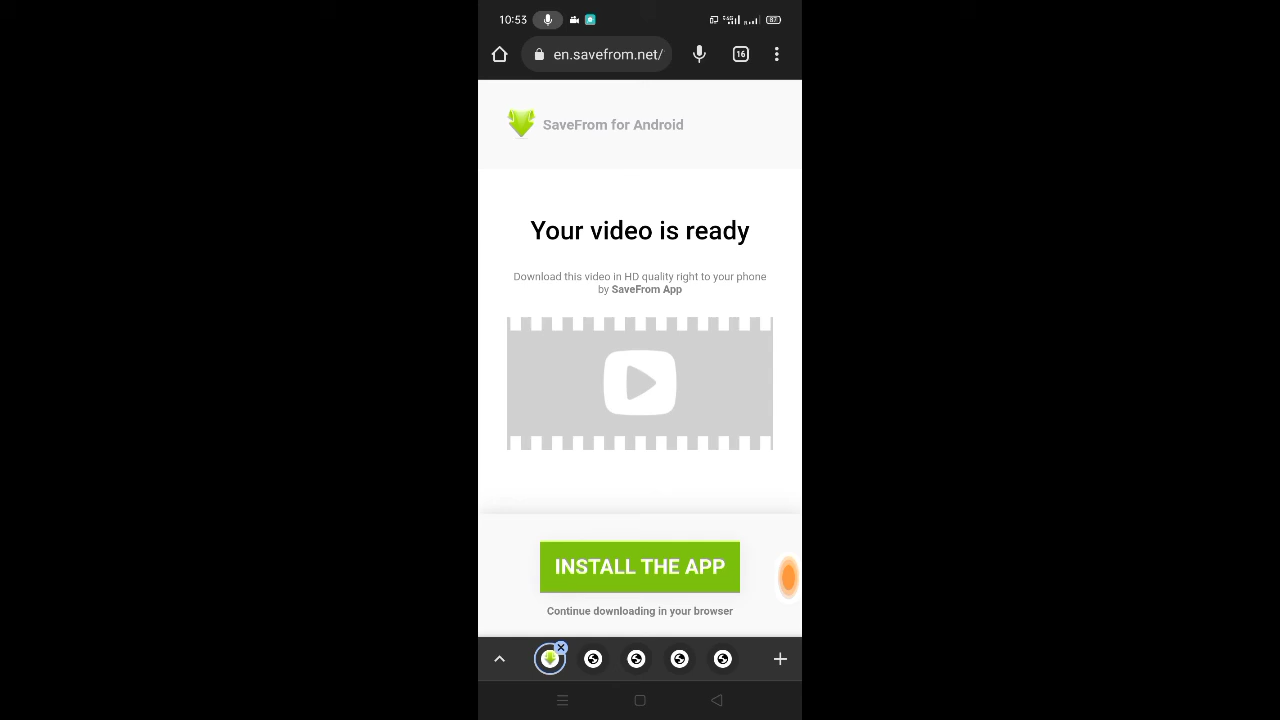 10:53
87
en.savefrom.net/
16
SaveFrom for Android
Your video is ready
Download this video in HD quality right to your phone
by SaveFrom App
INSTALL THE APP
Continue downloading in your browser